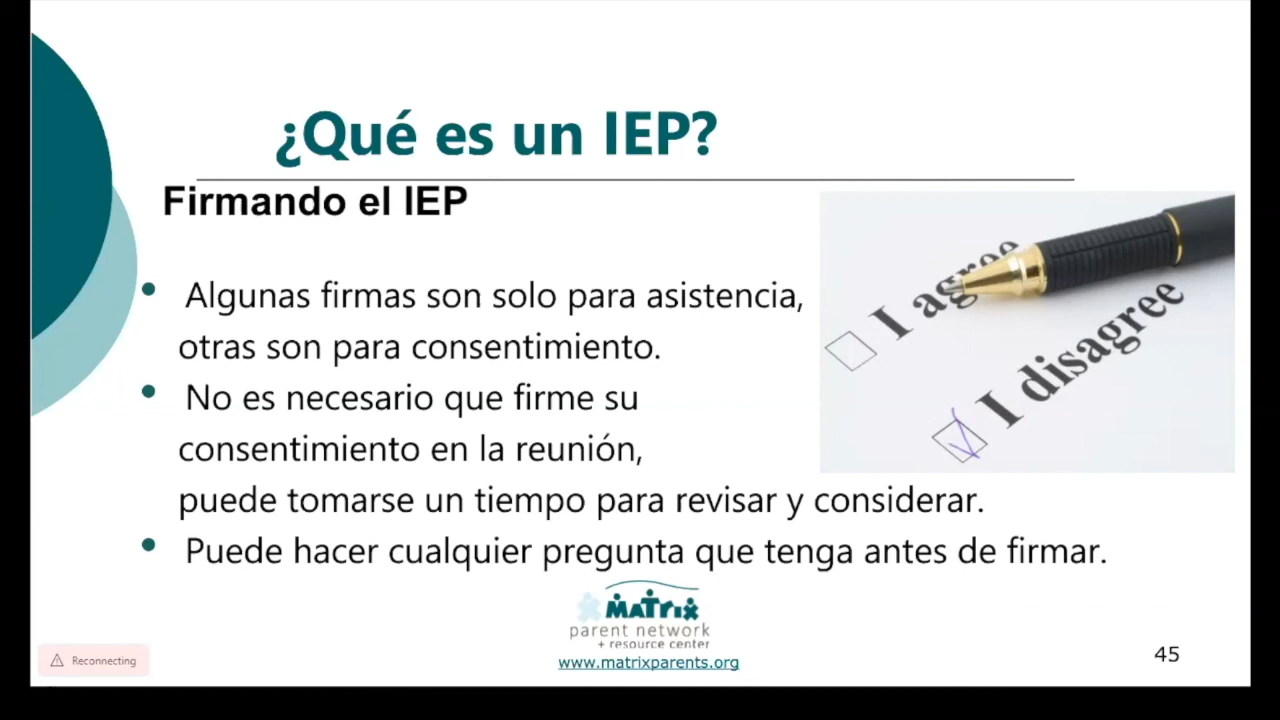 ¿Qué es un IEP?
Firmando el IEP
Algunas firmas son solo para asistencia,
otras son para consentimiento.
No es necesario que firme su
consentimiento en la reunión,
puede tomarse un tiempo para revisar y considerar.
Puede hacer cualquier pregunta que tenga antes de firmar.
I agree
I disagree
MATRIX
parent network
+ resource center
www.matrixparents.org
Reconnecting
45